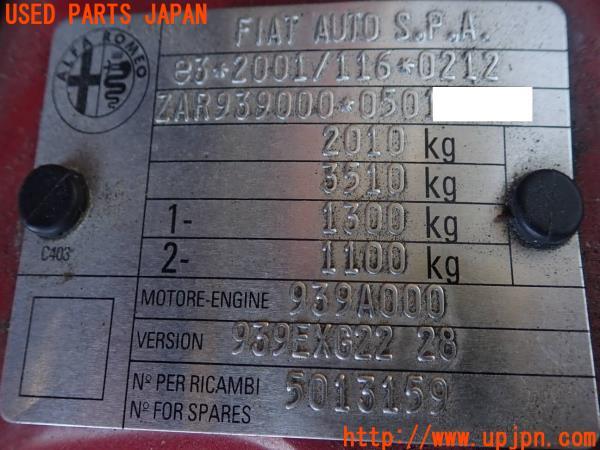 USED PARTS JAPAN
ALFA ROMEO
FIAT AUTO S.P.A.
e3*2001/116*0212
ZAR939000*0501
2010 kg
3510 kg
1- 1300 kg
2- 1100 kg
C403
MOTORE-ENGINE 939A000
VERSION 939EXG22 28
Nº PER RICAMBI 5013159
Nº FOR SPARES
UPJ
http://www.upjpn.com/